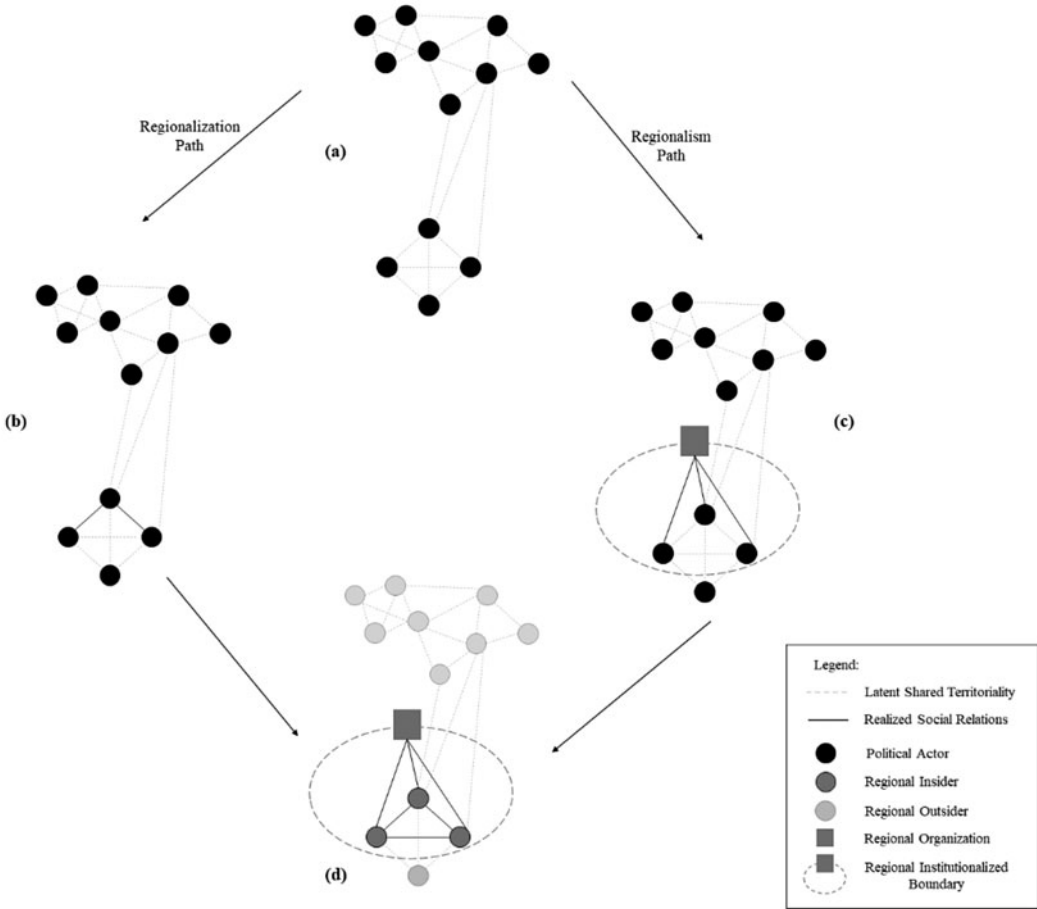 Regionalization
Path
(a)
Regionalism
Path
(b)
(c)
(d)
Legend:
Latent Shared Territoriality
Realized Social Relations
Political Actor
Regional Insider
Regional Outsider
Regional Organization
Regional Institutionalized
Boundary